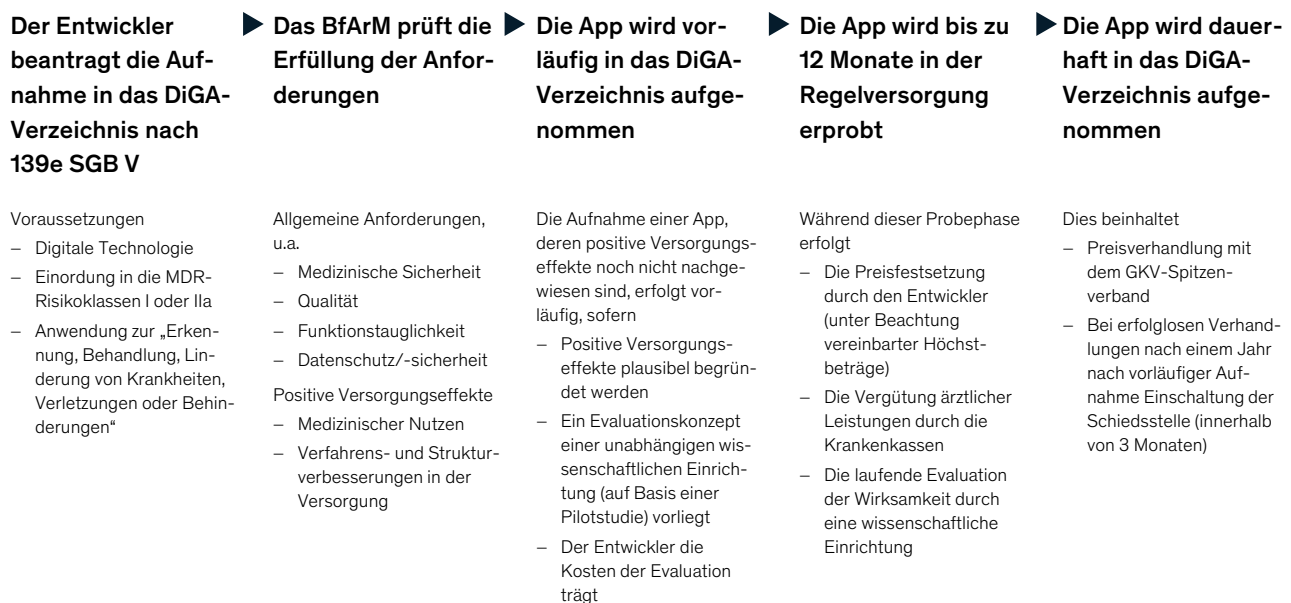 Der Entwickler
beantragt die Auf-
nahme in das DiGA-
Verzeichnis nach
139e SGB V
Voraussetzungen
– Digitale Technologie
– Einordung in die MDR-
Risikoklassen I oder IIa
– Anwendung zur „Erken-
nung, Behandlung, Lin-
derung von Krankheiten,
Verletzungen oder Behin-
derungen“
Das BfArM prüft die
Erfüllung der Anfor-
derungen
Allgemeine Anforderungen,
u.a.
– Medizinische Sicherheit
– Qualität
– Funktionstauglichkeit
– Datenschutz/-sicherheit
Positive Versorgungseffekte
– Medizinischer Nutzen
– Verfahrens- und Struktur-
verbesserungen in der
Versorgung
Die App wird vor-
läufig in das DiGA-
Verzeichnis aufge-
nommen
Die Aufnahme einer App,
deren positive Versorgungs-
effekte noch nicht nachge-
wiesen sind, erfolgt vor-
läufig, sofern
– Positive Versorgungs-
effekte plausibel begrün-
det werden
– Ein Evaluationskonzept
einer unabhängigen wis-
senschaftlichen Einrich-
tung (auf Basis einer
Pilotstudie) vorliegt
– Der Entwickler die
Kosten der Evaluation
trägt
Die App wird bis zu
12 Monate in der
Regelversorgung
erprobt
Während dieser Probephase
erfolgt
– Die Preisfestsetzung
durch den Entwickler
(unter Beachtung
vereinbarter Höchst-
beträge)
– Die Vergütung ärztlicher
Leistungen durch die
Krankenkassen
– Die laufende Evaluation
der Wirksamkeit durch
eine wissenschaftliche
Einrichtung
Die App wird dauer-
haft in das DiGA-
Verzeichnis aufge-
nommen
Dies beinhaltet
– Preisverhandlung mit
dem GKV-Spitzen-
verband
– Bei erfolglosen Verhand-
lungen nach einem Jahr
nach vorläufiger Auf-
nahme Einschaltung der
Schiedsstelle (innerhalb
von 3 Monaten)